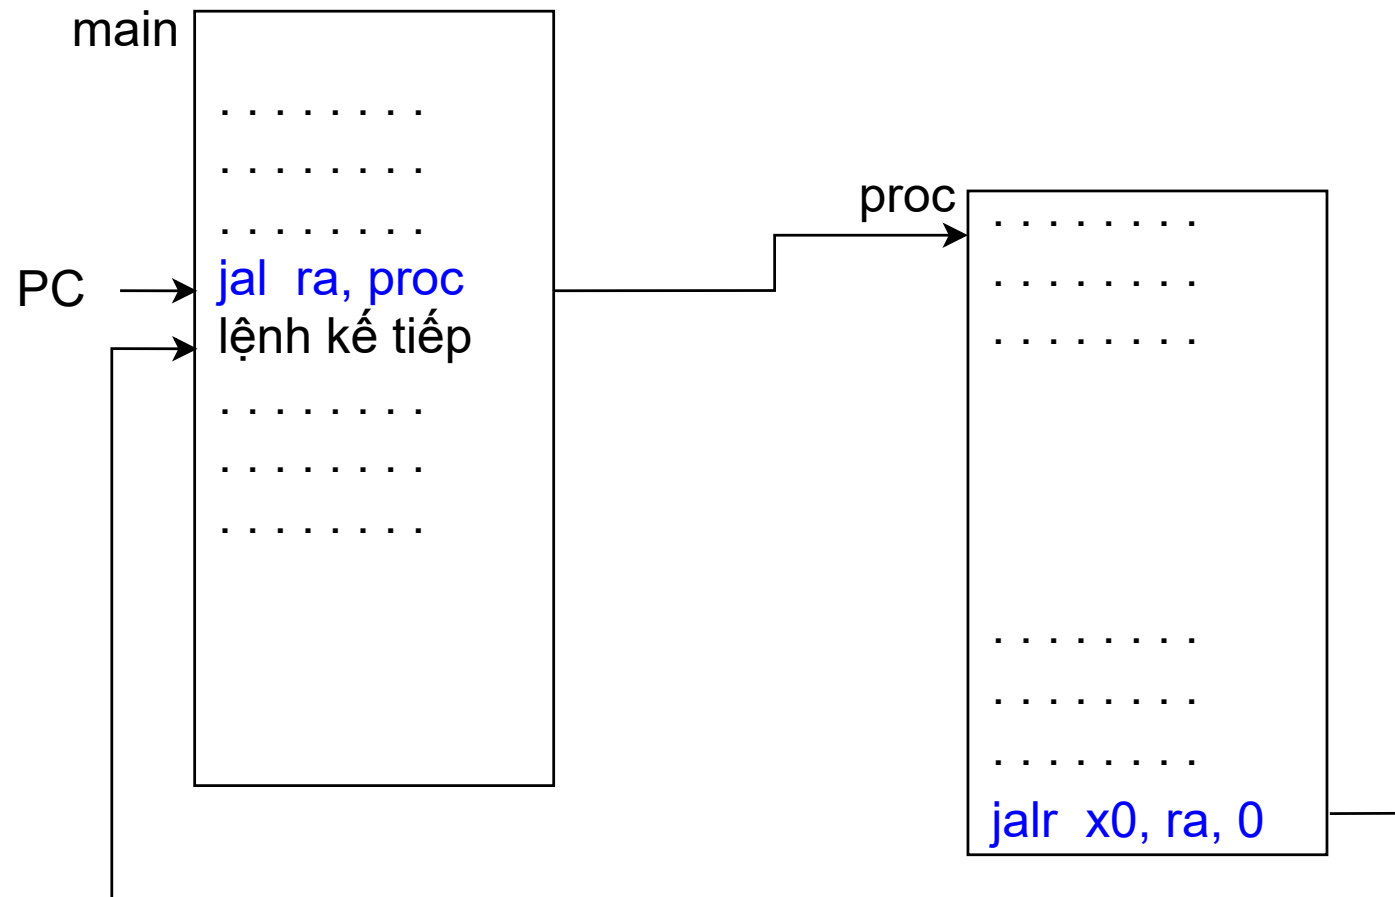 main
. . . . . . . .
. . . . . . . .
. . . . . . . .
PC
jal ra, proc
lệnh kế tiếp
. . . . . . . .
. . . . . . . .
. . . . . . . .
proc
. . . . . . . .
. . . . . . . .
. . . . . . . .
. . . . . . . .
. . . . . . . .
. . . . . . . .
jalr x0, ra, 0